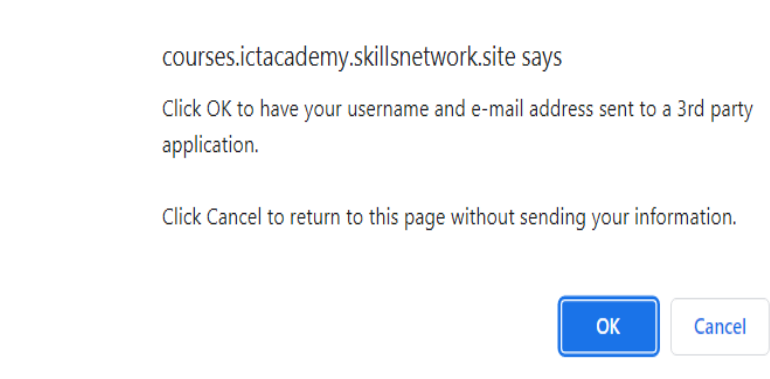 courses.ictacademy.skillsnetwork.site says
Click OK to have your username and e-mail address sent to a 3rd party
application.
Click Cancel to return to this page without sending your information.
OK Cancel